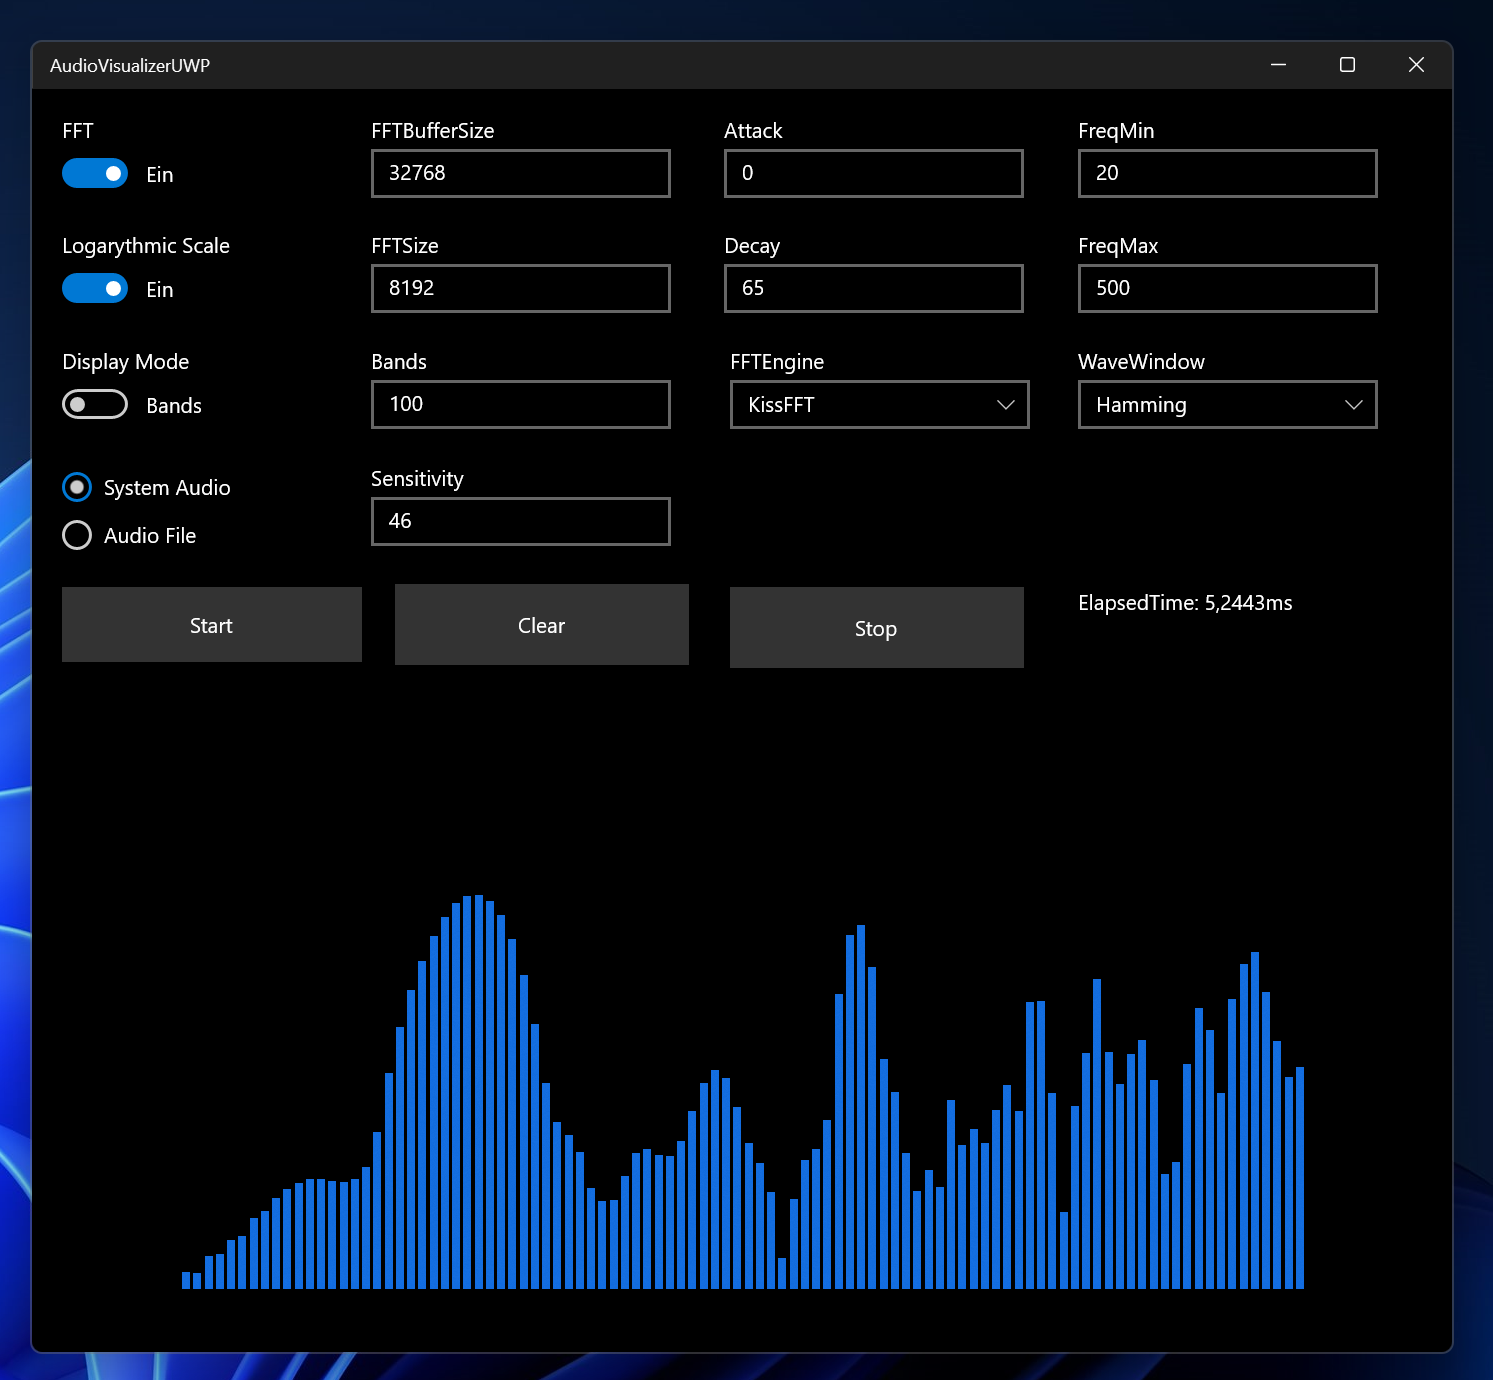 AudioVisualizerUWP
FFT
Ein
FFTBufferSize
32768
Attack
0
FreqMin
20
Logarythmic Scale
Ein
FFTSize
8192
Decay
65
FreqMax
500
Display Mode
Bands
Bands
100
FFTEngine
KissFFT
WaveWindow
Hamming
System Audio
Audio File
Sensitivity
46
Start
Clear
Stop
ElapsedTime: 5,2443ms